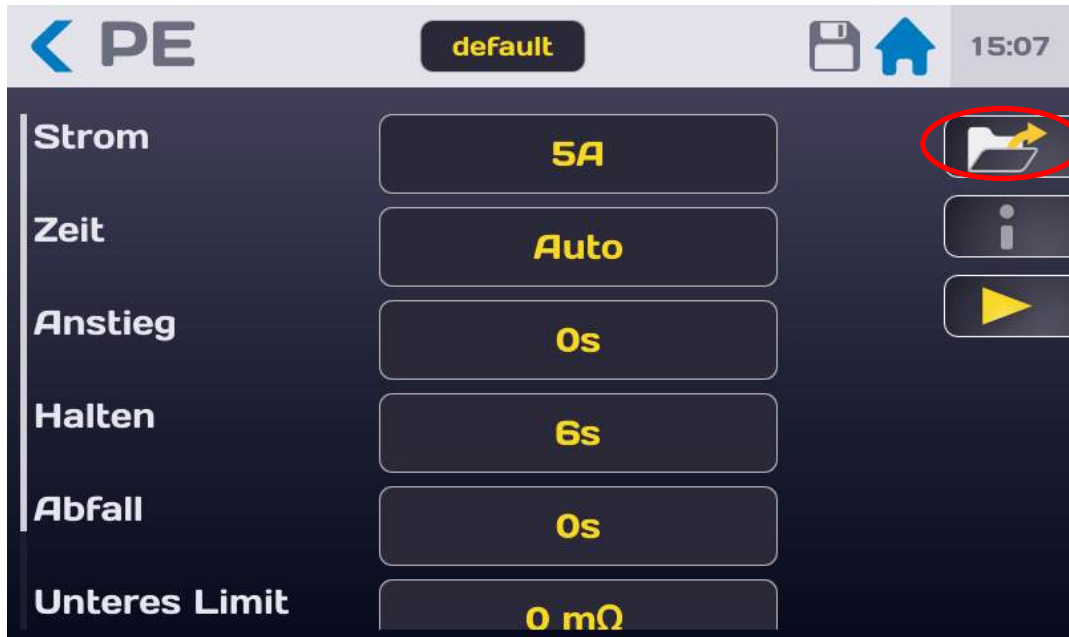 PE default 15:07
Strom 5A
Zeit Auto
Anstieg 0s
Halten 6s
Abfall 0s
Unteres Limit 0 mΩ